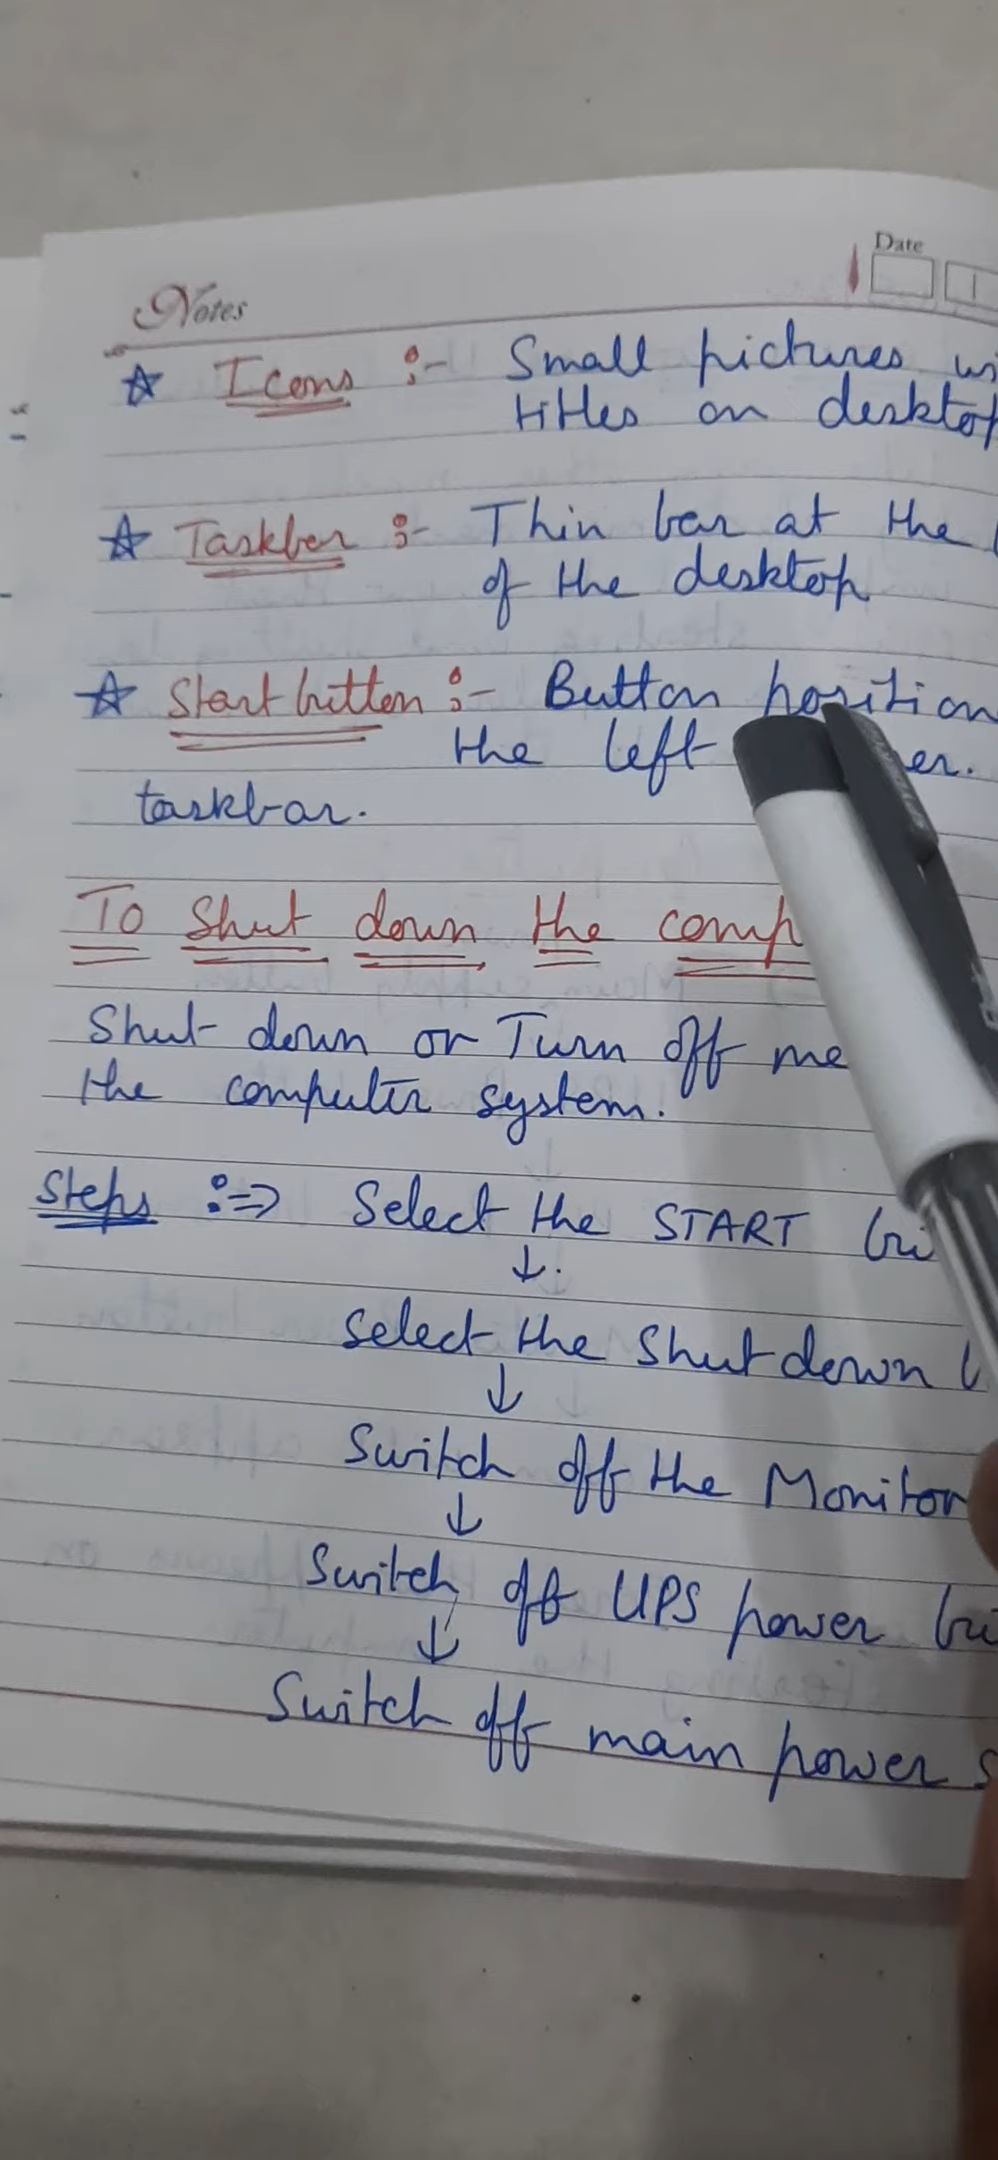 Date
Notes
☆ Icons :- Small pictures
titles on desktop
☆ Taskbar :- Thin bar at the
of the desktop
☆ Start button :- Button position
the left
taskbar.
To Shut down the comp
Shut down or Turn off me
the computer system.
Steps :⇒ Select the START
↓
Select the Shut down
↓
Switch off the Monitor
↓
Switch off UPS power
↓
Switch off main power